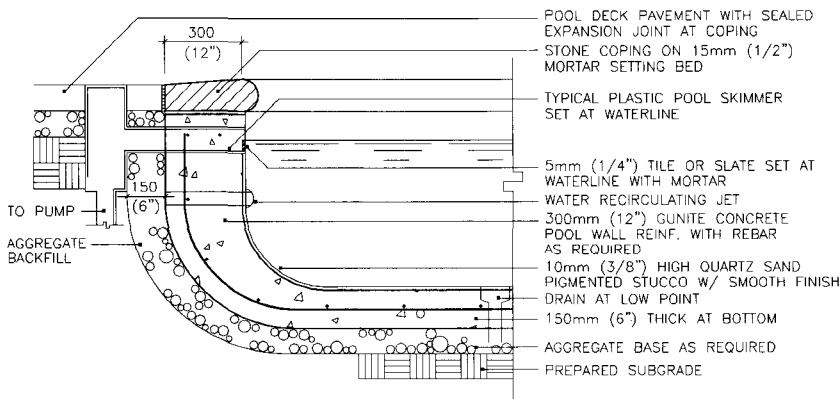 300
(12")
POOL DECK PAVEMENT WITH SEALED
EXPANSION JOINT AT COPING
STONE COPING ON 15mm (1/2")
MORTAR SETTING BED
TYPICAL PLASTIC POOL SKIMMER
SET AT WATERLINE
5mm (1/4") TILE OR SLATE SET AT
WATERLINE WITH MORTAR
WATER RECIRCULATING JET
300mm (12") GUNITE CONCRETE
POOL WALL REINF. WITH REBAR
AS REQUIRED
10mm (3/8") HIGH QUARTZ SAND
PIGMENTED STUCCO W/ SMOOTH FINISH
DRAIN AT LOW POINT
150mm (6") THICK AT BOTTOM
AGGREGATE BASE AS REQUIRED
PREPARED SUBGRADE
150
(6")
TO PUMP
AGGREGATE
BACKFILL